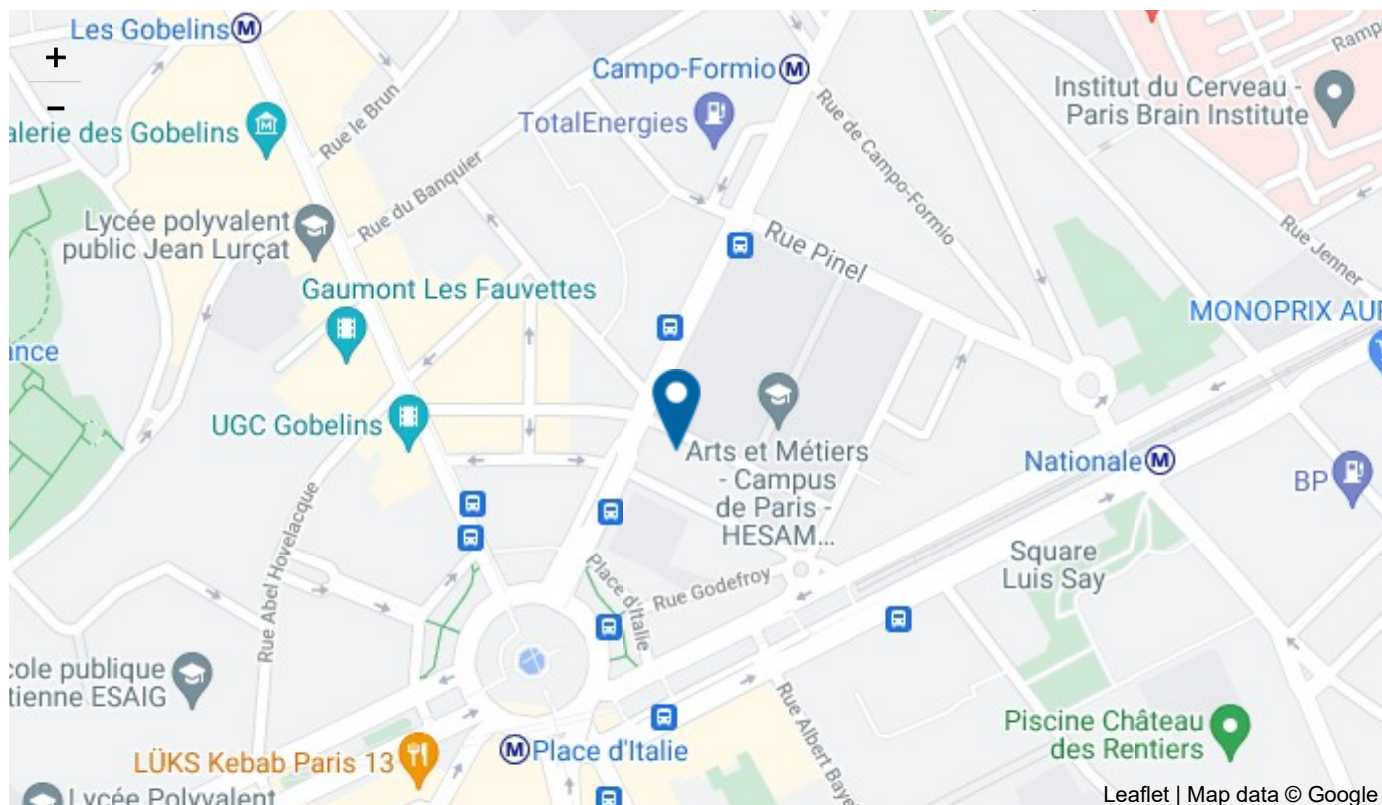 Les Gobelins M
+
−
Campo-Formio M
Ramp
Institut du Cerveau -
Paris Brain Institute
TotalEnergies
alerie des Gobelins
Rue le Brun
Rue de Campo-Formio
Rue du Banquier
Lycée polyvalent
public Jean Lurçat
Rue Pinel
Rue Jenner
Gaumont Les Fauvettes
MONOPRIX AUF
ance
UGC Gobelins
Arts et Métiers
- Campus
de Paris -
HESAM...
Nationale M
BP
Rue Abel Hovelacque
Place d'Italie
Rue Godefroy
Square
Luis Say
cole publique
tienne ESAIG
Rue Albert Baye
Piscine Château
des Rentiers
M Place d'Italie
LÜKS Kebab Paris 13
Lycée Polyvalent
Leaflet | Map data © Google